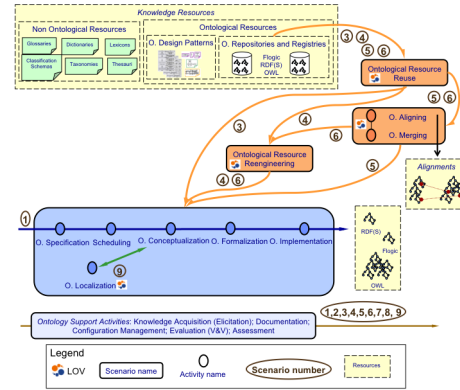 Knowledge Resources
Non Ontological Resources
Glossaries
Dictionaries
Lexicons
Classification
Schemas
Taxonomies
Thesauri
Ontological Resources
O. Design Patterns
O. Repositories and Registries
Flogic
RDF(S)
OWL
3 4
5 6
Ontological Resource
Reuse
5 6
3
4
6
O. Aligning
O. Merging
Ontological Resource
Reengineering
4 6
5
Alignments
1
O. Specification
Scheduling
O. Conceptualization
O. Formalization
O. Implementation
9
O. Localization
RDF(S)
Flogic
OWL
1,2,3,4,5,6,7,8, 9
Ontology Support Activities: Knowledge Acquisition (Elicitation); Documentation;
Configuration Management; Evaluation (V&V); Assessment
Legend
LOV
Scenario name
Activity name
Scenario number
Resources